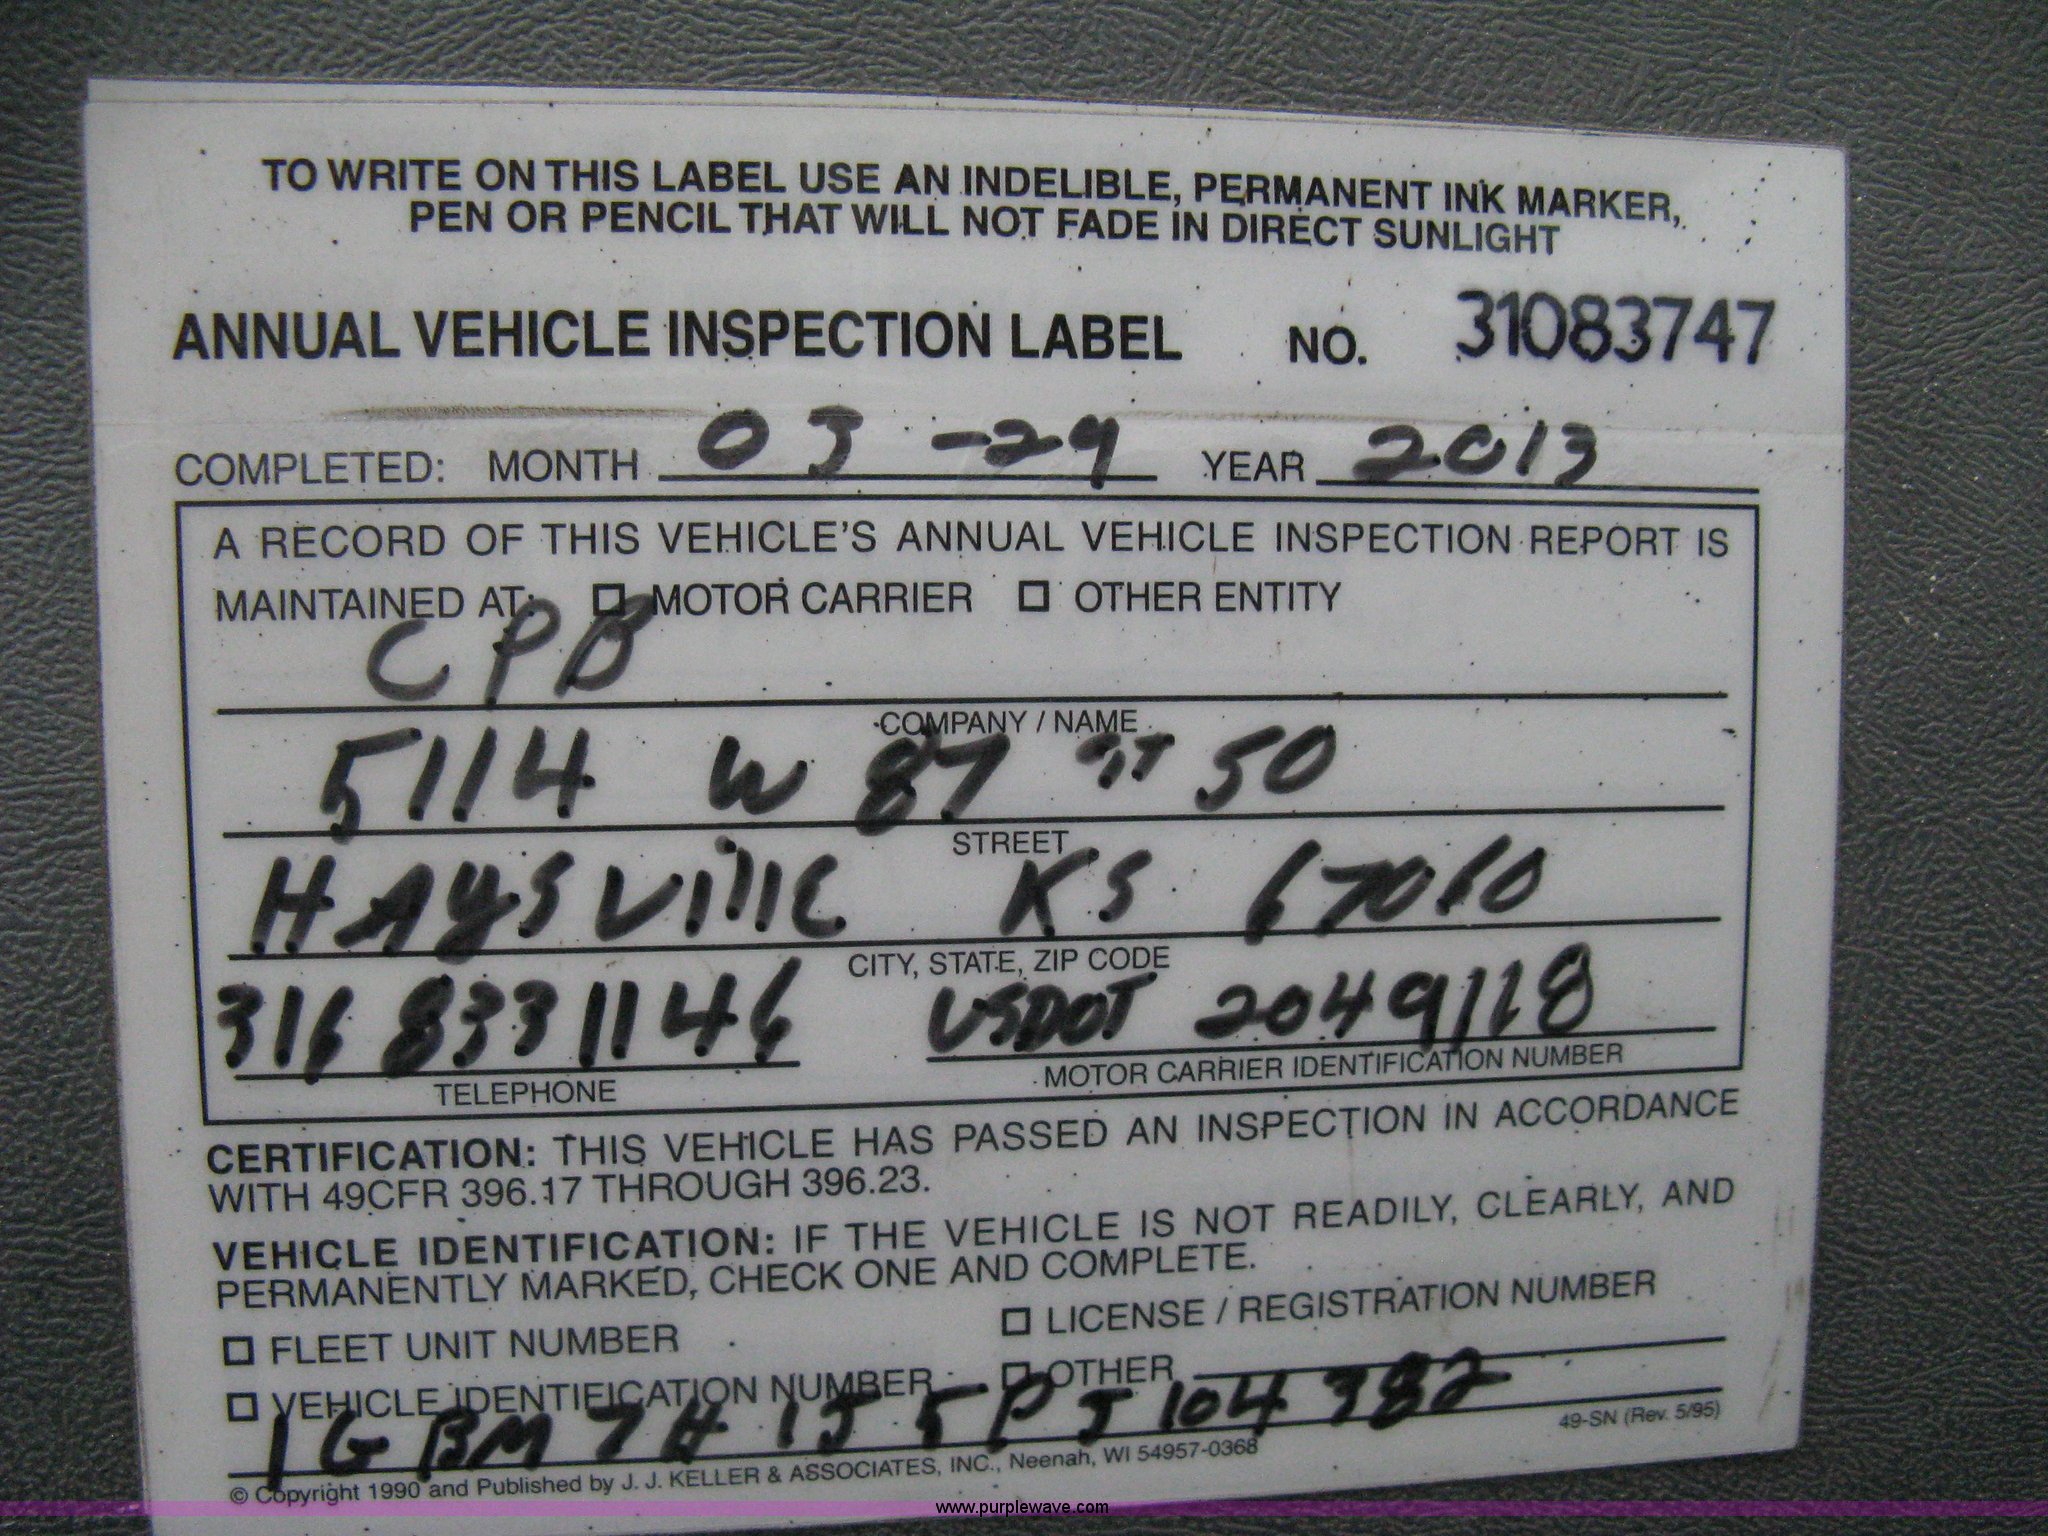 TO WRITE ON THIS LABEL USE AN INDELIBLE, PERMANENT INK MARKER,
PEN OR PENCIL THAT WILL NOT FADE IN DIRECT SUNLIGHT
ANNUAL VEHICLE INSPECTION LABEL NO. 31083747
COMPLETED: MONTH 03 -29 YEAR 2013
A RECORD OF THIS VEHICLE'S ANNUAL VEHICLE INSPECTION REPORT IS
MAINTAINED AT: MOTOR CARRIER OTHER ENTITY
CPB
COMPANY / NAME
5114 W 87 ST SO
STREET
HAysville KS 67060
CITY, STATE, ZIP CODE
316 8331146 USDOT 2049118
TELEPHONE MOTOR CARRIER IDENTIFICATION NUMBER
CERTIFICATION: THIS VEHICLE HAS PASSED AN INSPECTION IN ACCORDANCE
WITH 49CFR 396.17 THROUGH 396.23.
VEHICLE IDENTIFICATION: IF THE VEHICLE IS NOT READILY, CLEARLY, AND
PERMANENTLY MARKED, CHECK ONE AND COMPLETE.
FLEET UNIT NUMBER LICENSE / REGISTRATION NUMBER
VEHICLE IDENTIFICATION NUMBER OTHER
1GBM7H1J5PJ104382
49-SN (Rev. 5/95)
© Copyright 1990 and Published by J. J. KELLER & ASSOCIATES, INC., Neenah, WI 54957-0368
www.purplewave.com